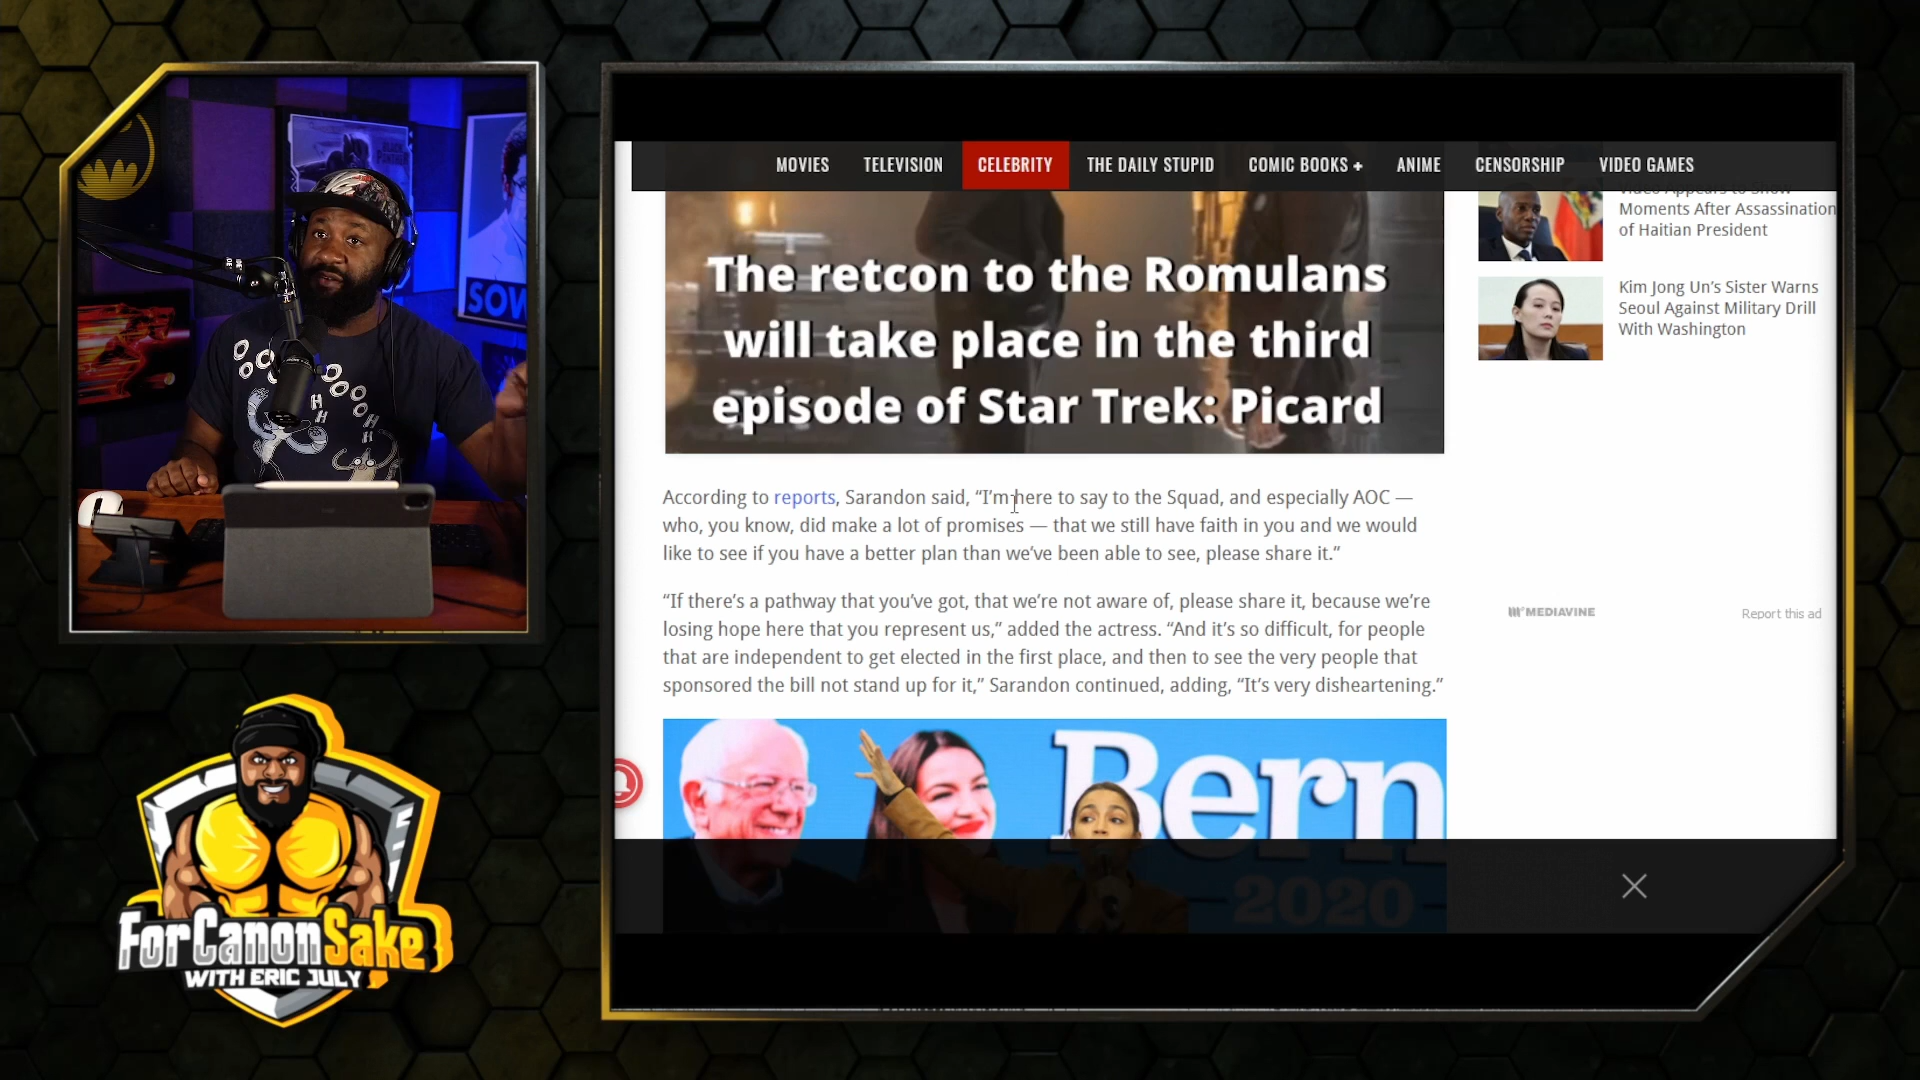 MOVIES TELEVISION CELEBRITY THE DAILY STUPID COMIC BOOKS + ANIME CENSORSHIP VIDEO GAMES
The retcon to the Romulans
will take place in the third
episode of Star Trek: Picard
Video Appears to Show
Moments After Assassination
of Haitian President
Kim Jong Un’s Sister Warns
Seoul Against Military Drill
With Washington
According to reports, Sarandon said, “I’m here to say to the Squad, and especially AOC —
who, you know, did make a lot of promises — that we still have faith in you and we would
like to see if you have a better plan than we’ve been able to see, please share it.”
“If there’s a pathway that you’ve got, that we’re not aware of, please share it, because we’re
losing hope here that you represent us,” added the actress. “And it’s so difficult, for people
that are independent to get elected in the first place, and then to see the very people that
sponsored the bill not stand up for it,” Sarandon continued, adding, “It’s very disheartening.”
MEDIAVINE
Report this ad
Bern
2020
BLACK PANTHER
SOW
ForCanonSake
WITH ERIC JULY